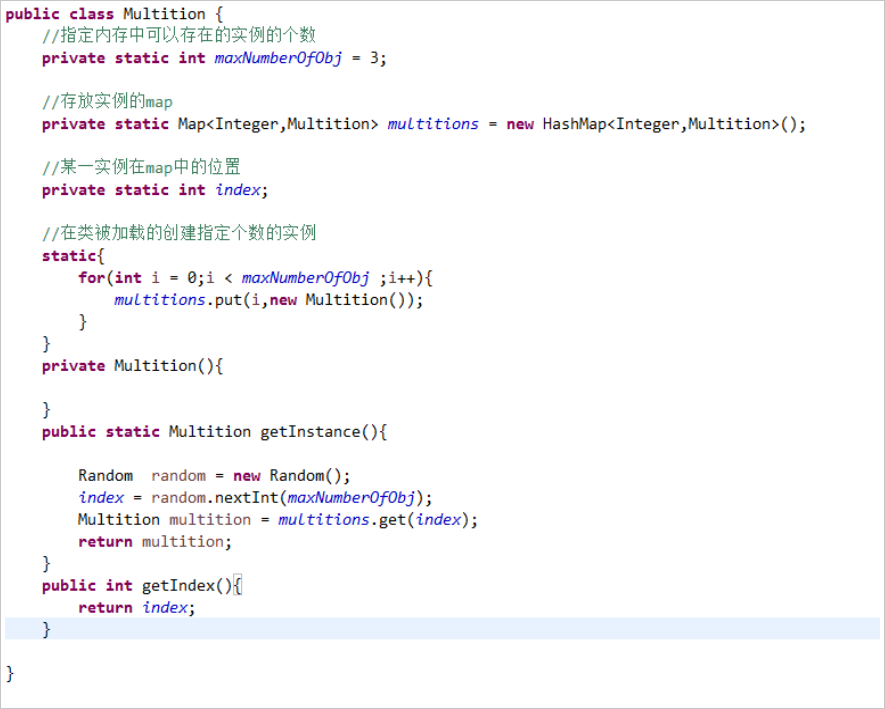 public class Multition {
//指定内存中可以存在的实例的个数
private static int maxNumberOfObj = 3;
//存放实例的map
private static Map<Integer,Multition> multitions = new HashMap<Integer,Multition>();
//某一实例在map中的位置
private static int index;
//在类被加载的创建指定个数的实例
static{
for(int i = 0;i < maxNumberOfObj ;i++){
multitions.put(i,new Multition());
}
}
private Multition(){
}
public static Multition getInstance(){
Random  random = new Random();
index = random.nextInt(maxNumberOfObj);
Multition multition = multitions.get(index);
return multition;
}
public int getIndex(){
return index;
}
}